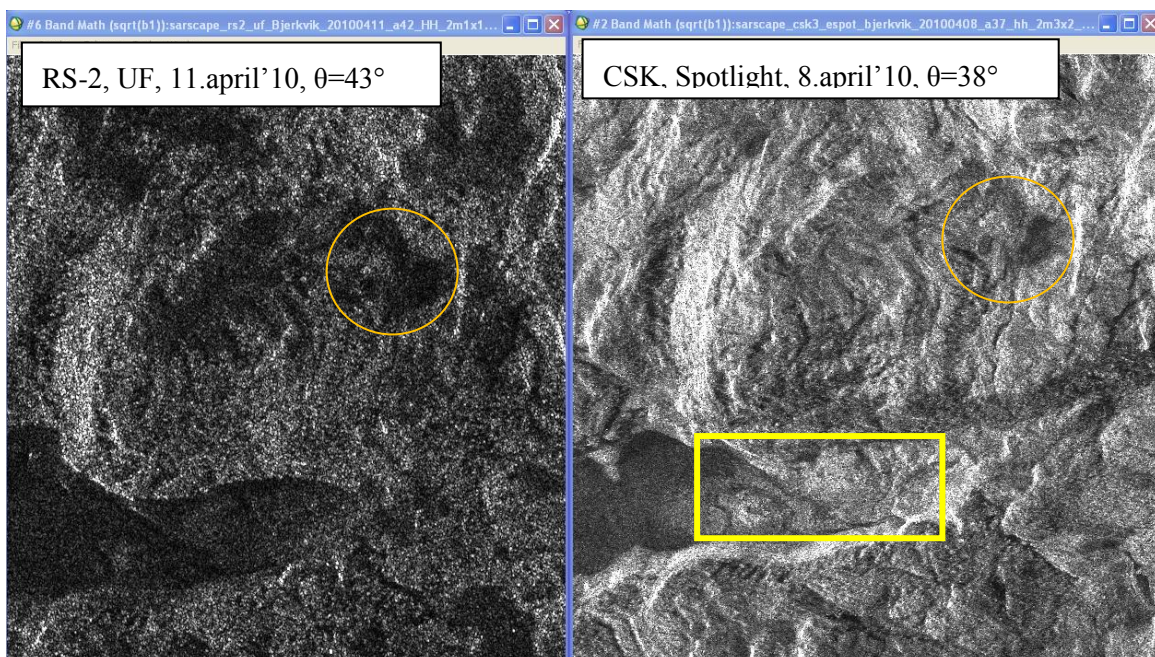 #6 Band Math (sqrt(b1)):sarscape_rs2_uf_Bjerkvik_20100411_a42_HH_2m1x1...
#2 Band Math (sqrt(b1)):sarscape_csk3_espot_bjerkvik_20100408_a37_hh_2m3x2_...
RS-2, UF, 11.april’10, θ=43°
CSK, Spotlight, 8.april’10, θ=38°